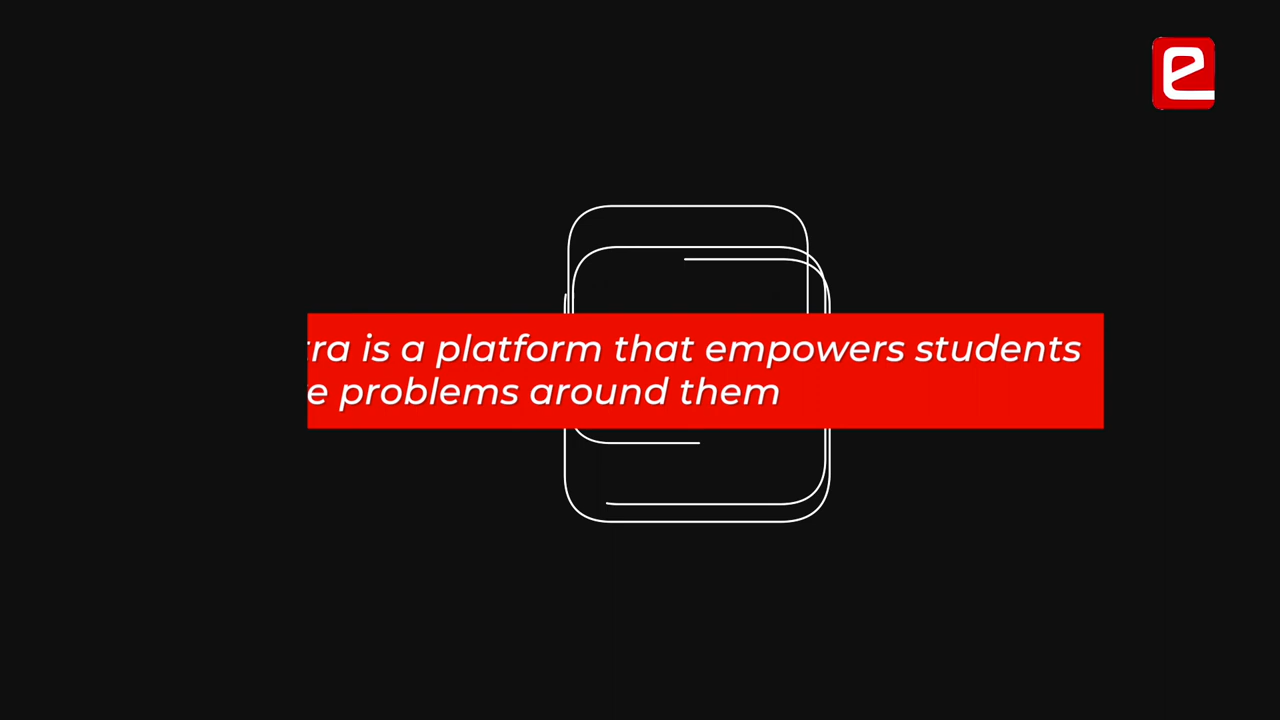 e
is a platform that empowers students
problems around them